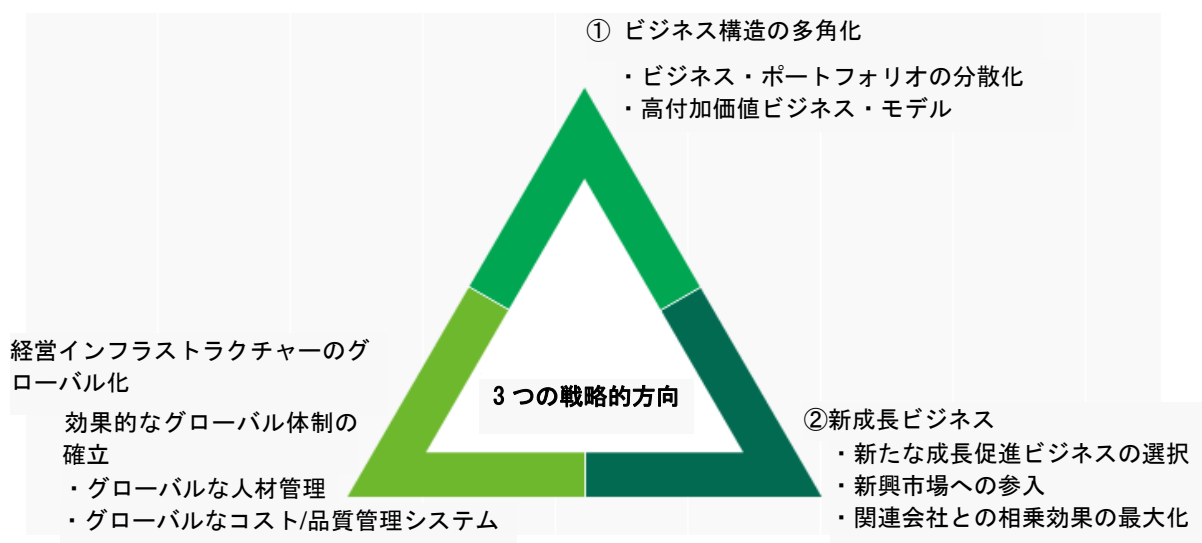 ① ビジネス構造の多角化
・ビジネス・ポートフォリオの分散化
・高付加価値ビジネス・モデル
経営インフラストラクチャーのグ
ローバル化
効果的なグローバル体制の
確立
・グローバルな人材管理
・グローバルなコスト/品質管理システム
3 つの戦略的方向
②新成長ビジネス
・新たな成長促進ビジネスの選択
・新興市場への参入
・関連会社との相乗効果の最大化